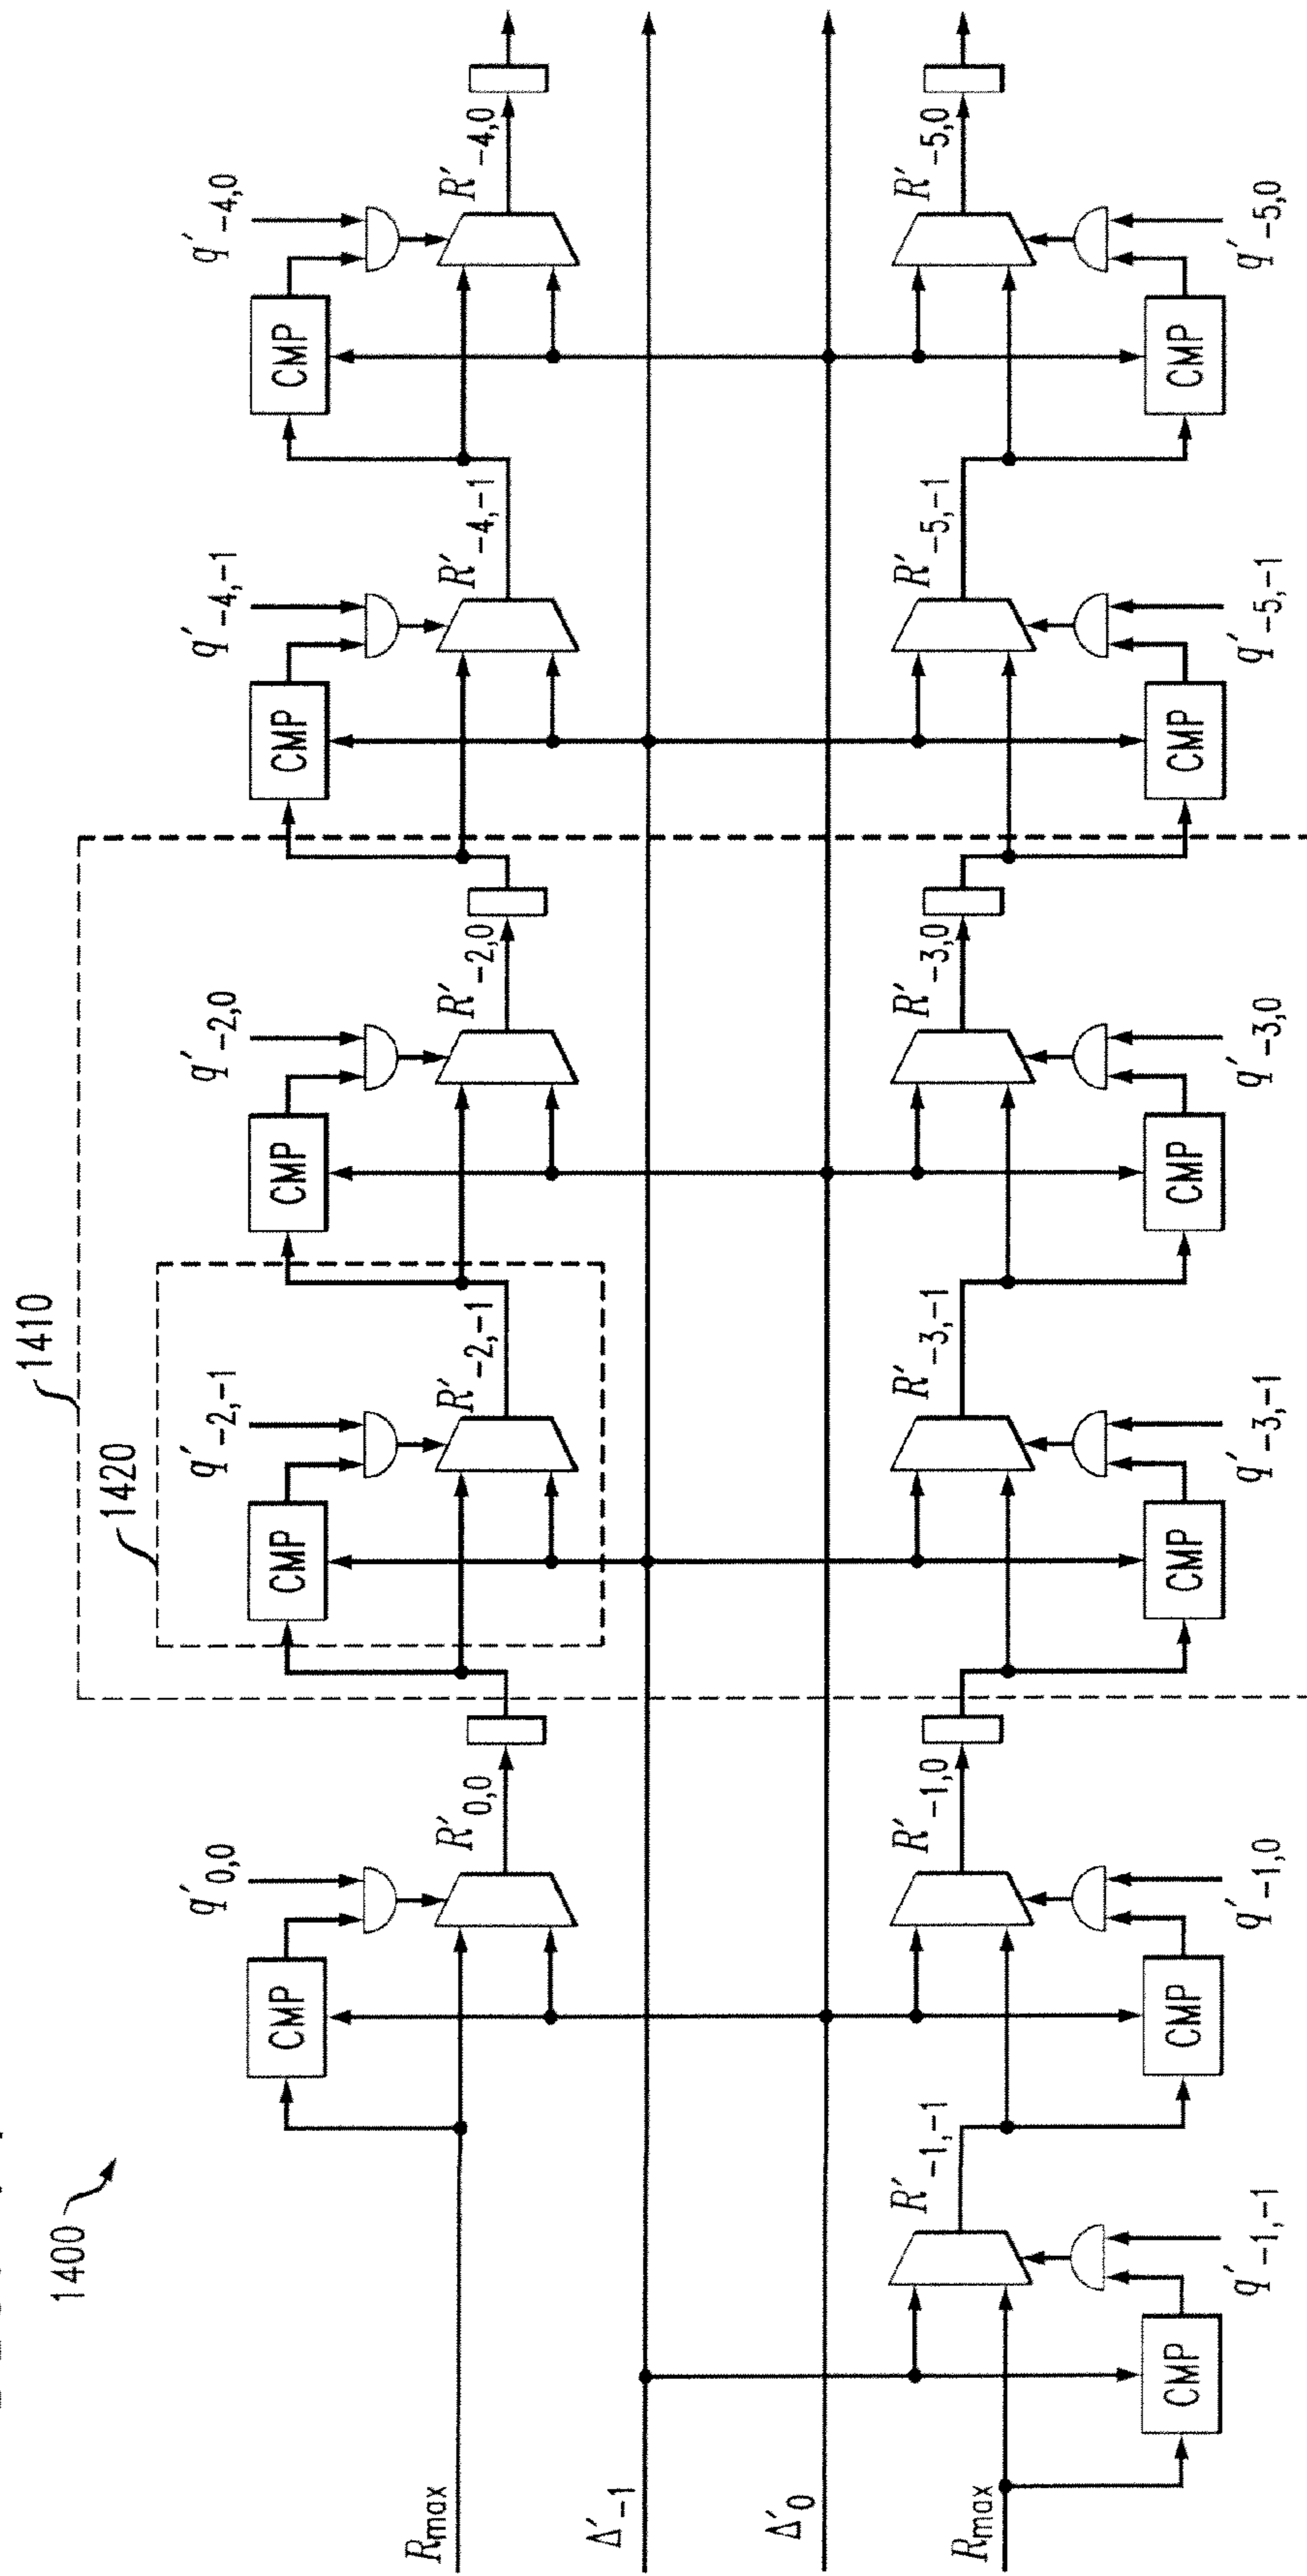 1400
1410
1420
q′0,0
q′−2,−1
q′−2,0
q′−4,−1
q′−4,0
CMP
CMP
CMP
CMP
CMP
Rmax
R′0,0
R′−2,−1
R′−2,0
R′−4,−1
R′−4,0
Δ′−1
Δ′0
Rmax
R′−1,−1
R′−1,0
R′−3,−1
R′−3,0
R′−5,−1
R′−5,0
CMP
CMP
CMP
CMP
CMP
CMP
q′−1,−1
q′−1,0
q′−3,−1
q′−3,0
q′−5,−1
q′−5,0